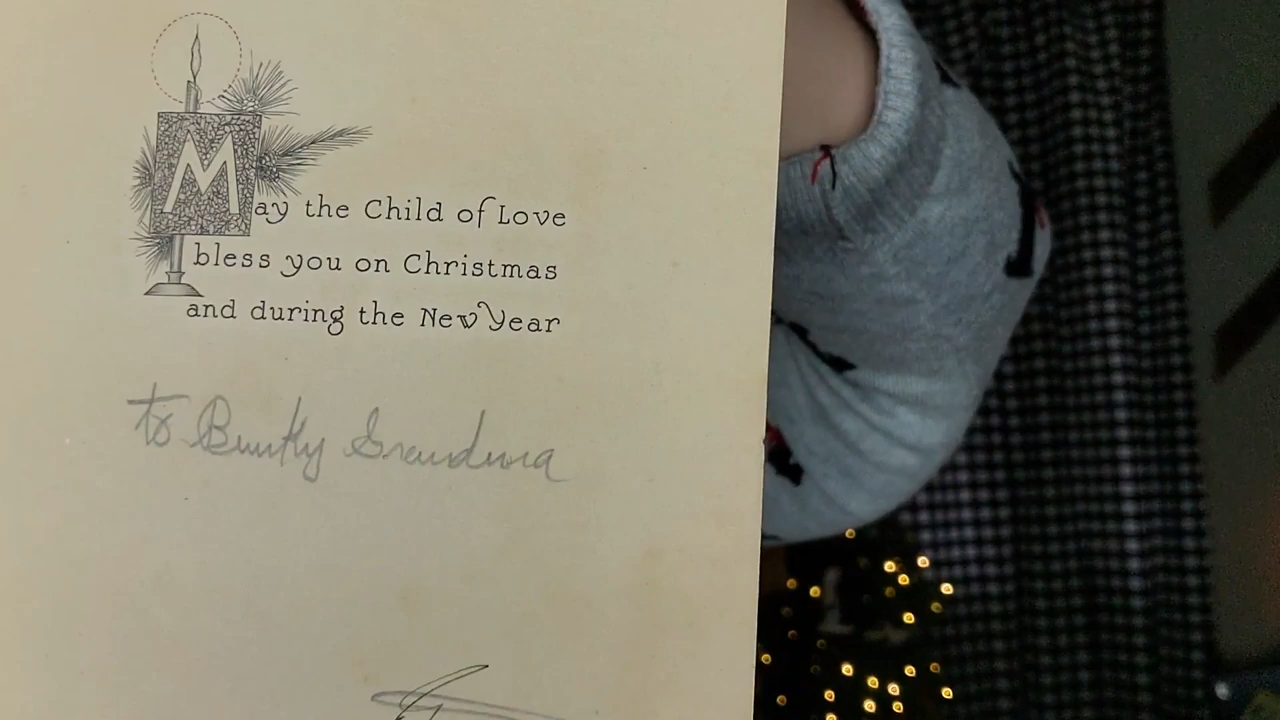 May the Child of Love
bless you on Christmas
and during the New Year
to Bunky Grandma